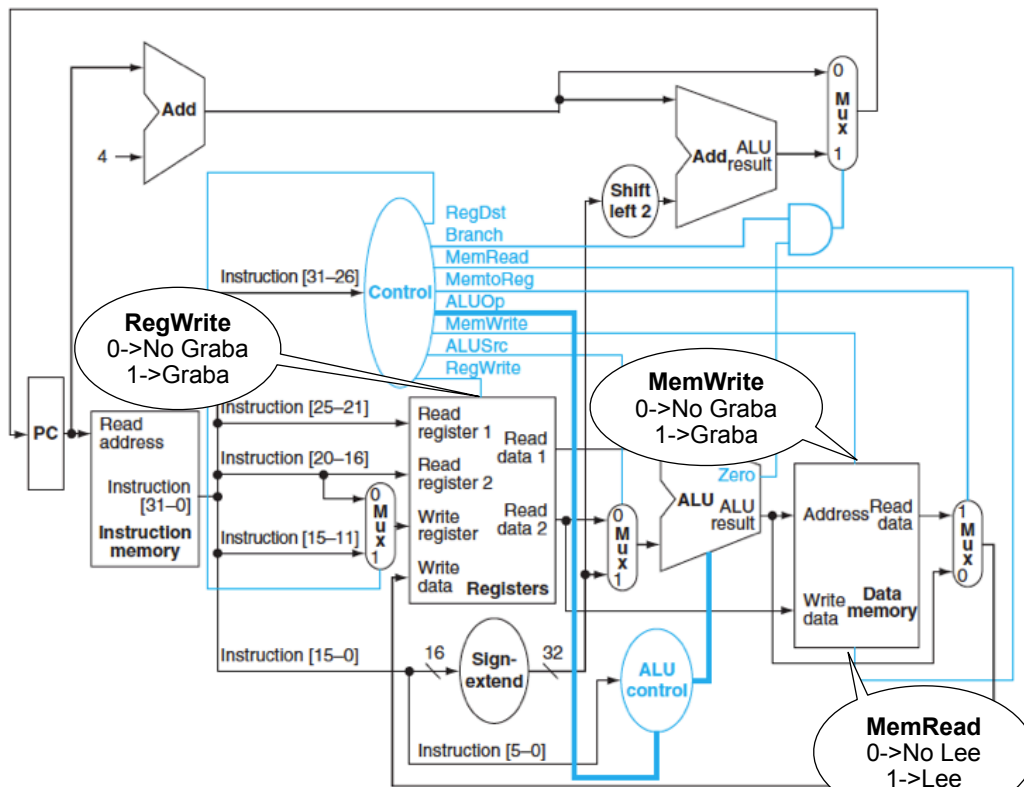 Add
4
Add ALU
result
0
M
u
x
1
Shift
left 2
RegDst
Branch
MemRead
MemtoReg
ALUOp
MemWrite
ALUSrc
RegWrite
Instruction [31–26]
Control
RegWrite
0->No Graba
1->Graba
MemWrite
0->No Graba
1->Graba
PC
Read
address
Instruction
[31–0]
Instruction
memory
Instruction [25–21]
Instruction [20–16]
Instruction [15–11]
0
M
u
x
1
Read
register 1
Read
data 1
Read
register 2
Write
register
Read
data 2
Write
data
Registers
0
M
u
x
1
Zero
ALU
ALU
result
Address
Read
data
Write
data
Data
memory
1
M
u
x
0
Instruction [15–0]
16
Sign-
extend
32
ALU
control
Instruction [5–0]
MemRead
0->No Lee
1->Lee